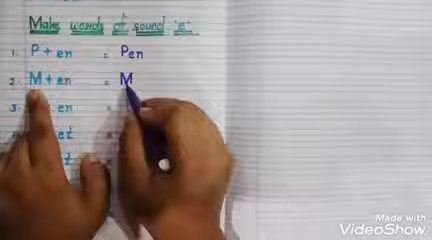 Make words of sound "e".
1. P + en = Pen
2. M + en = M
3. en =
et
t
Made with
VideoShow